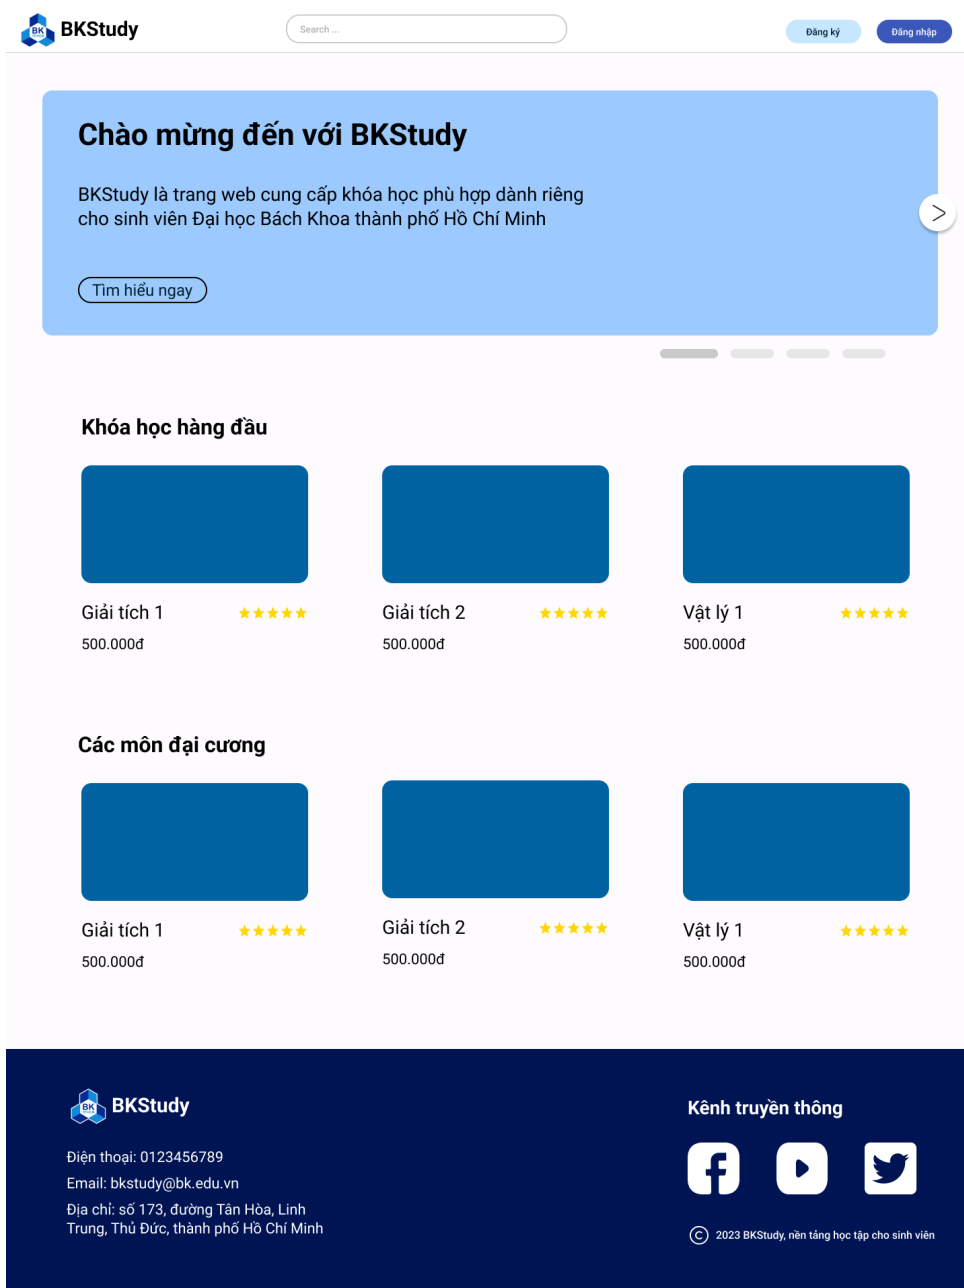 BK
BKStudy
Search ...
Đăng ký
Đăng nhập
Chào mừng đến với BKStudy
BKStudy là trang web cung cấp khóa học phù hợp dành riêng
cho sinh viên Đại học Bách Khoa thành phố Hồ Chí Minh
Tìm hiểu ngay
Khóa học hàng đầu
Giải tích 1
500.000đ
Giải tích 2
500.000đ
Vật lý 1
500.000đ
Các môn đại cương
Giải tích 1
500.000đ
Giải tích 2
500.000đ
Vật lý 1
500.000đ
BK
BKStudy
Điện thoại: 0123456789
Email: bkstudy@bk.edu.vn
Địa chỉ: số 173, đường Tân Hòa, Linh
Trung, Thủ Đức, thành phố Hồ Chí Minh
Kênh truyền thông
© 2023 BKStudy, nền tảng học tập cho sinh viên